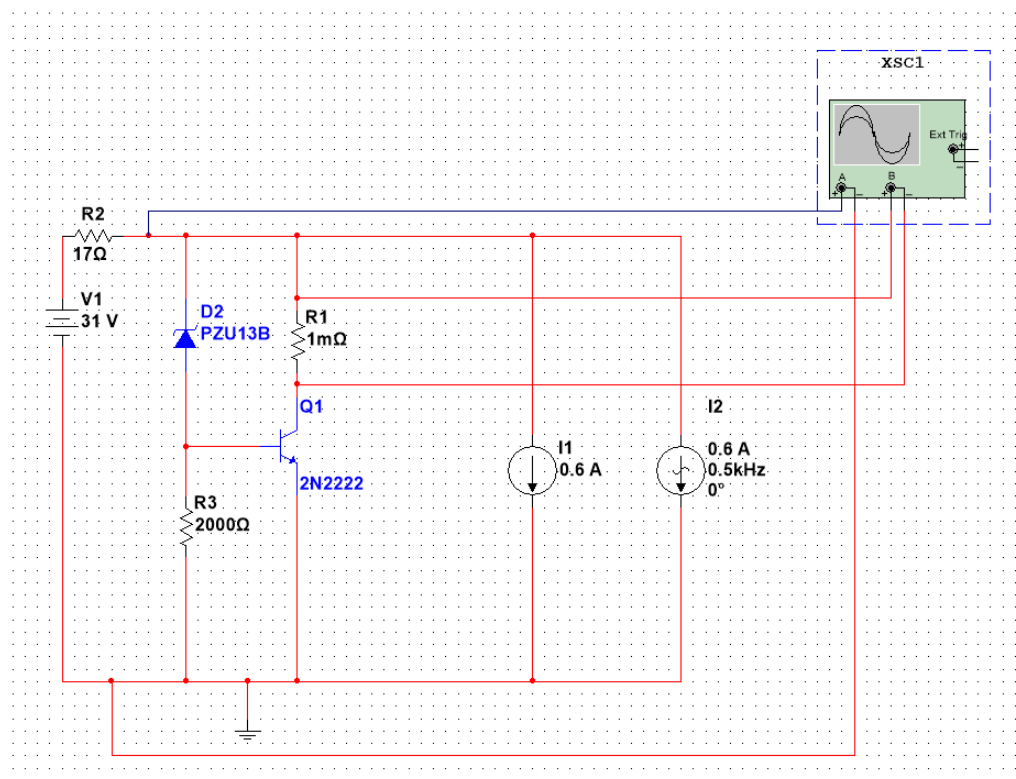 XSC1
Ext Trig
+
−
A
B
+
−
+
−
R2
17Ω
V1
31 V
D2
PZU13B
R1
1mΩ
Q1
2N2222
R3
2000Ω
I1
0.6 A
I2
0.6 A
0.5kHz
0°